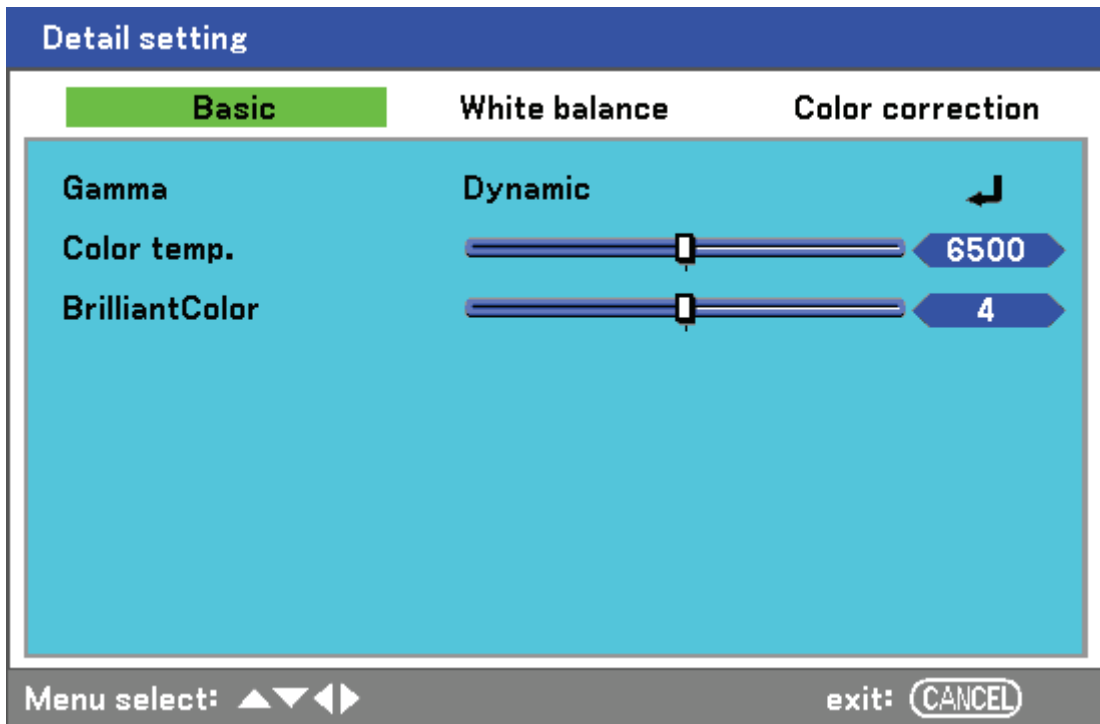 Detail setting
Basic White balance Color correction
Gamma Dynamic
Color temp. 6500
BrilliantColor 4
Menu select: exit: CANCEL